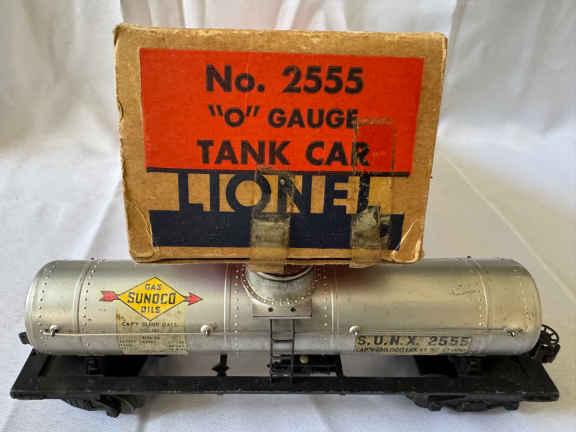 No. 2555
"O" GAUGE
TANK CAR
LIONEL
GAS
SUNOCO
OILS
S.U.N.X. 2555